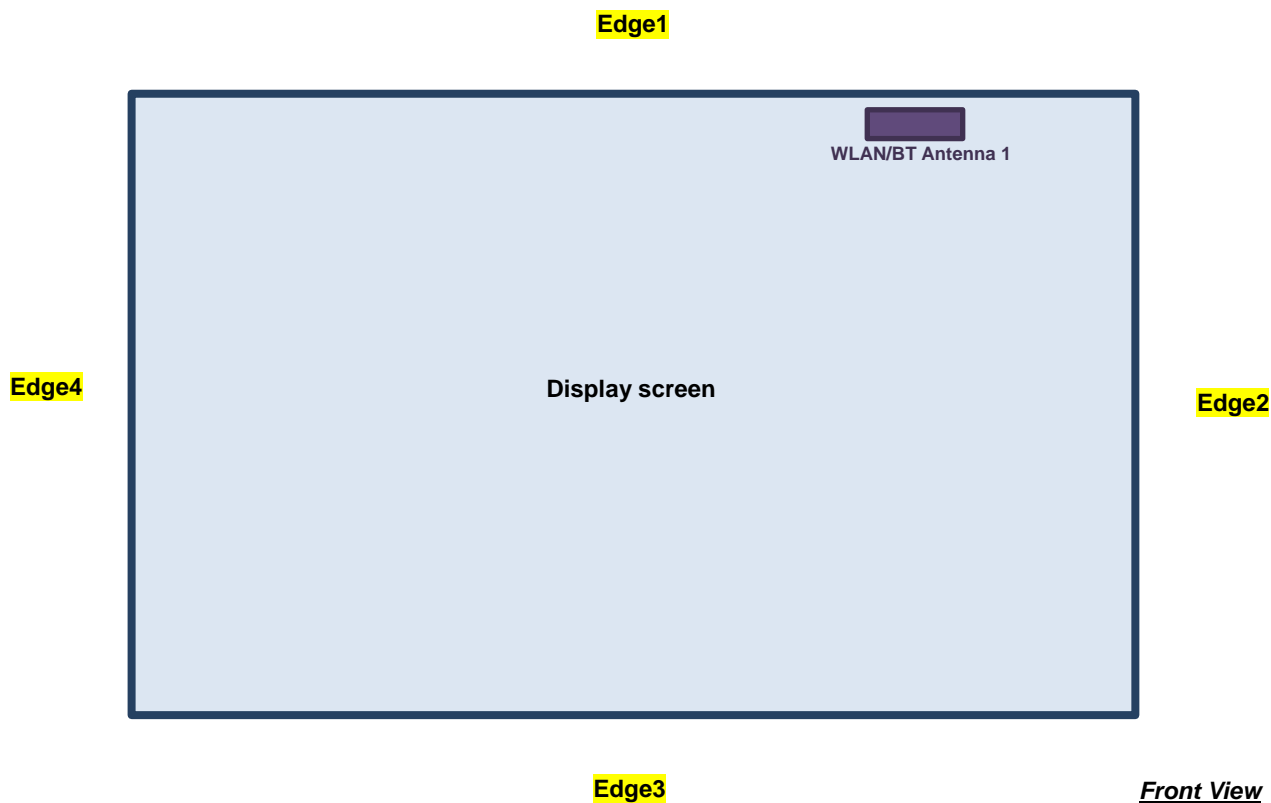 Edge1
WLAN/BT Antenna 1
Edge4
Display screen
Edge2
Edge3
Front View